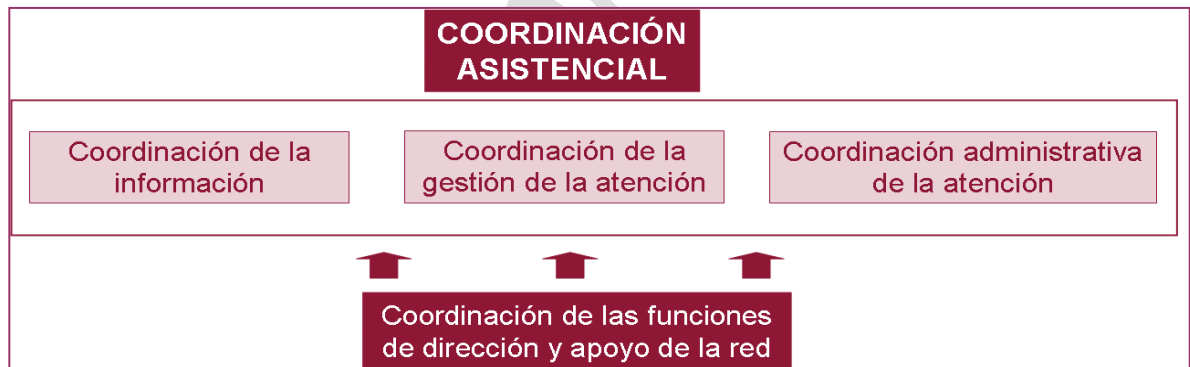 COORDINACIÓN
ASISTENCIAL
Coordinación de la
información
Coordinación de la
gestión de la atención
Coordinación administrativa
de la atención
Coordinación de las funciones
de dirección y apoyo de la red